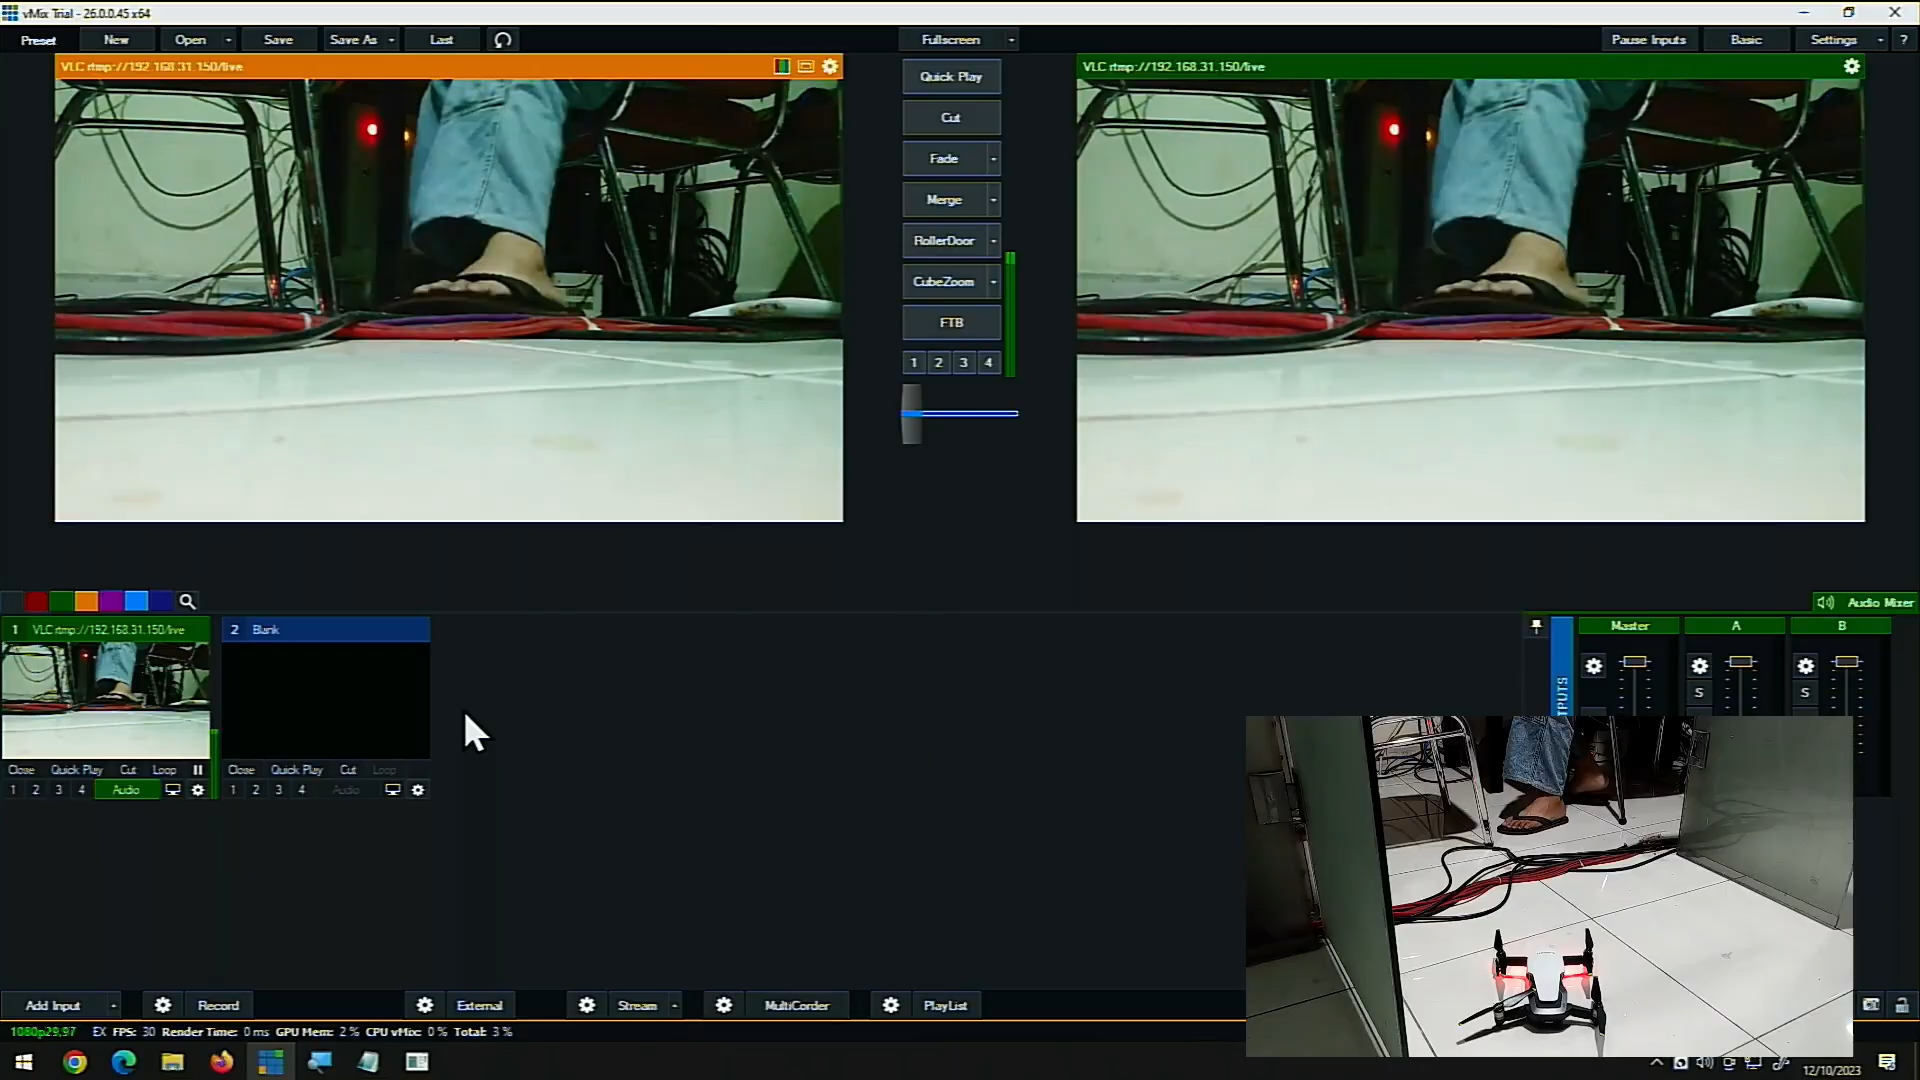 vMix Trial - 26.0.0.45 x64
Preset New Open Save Save As Last Fullscreen Pause Inputs Basic Settings ?
VLC rtmp://192.168.31.150/live
VLC rtmp://192.168.31.150/live
Quick Play
Cut
Fade
Merge
RollerDoor
CubeZoom
FTB
1 2 3 4
Audio Mixer
1 VLC rtmp://192.168.31.150/live
2 Blank
Master A B
S S
Close Quick Play Cut Loop
Close Quick Play Cut Loop
1 2 3 4 Audio
1 2 3 4 Audio
Add Input Record External Stream MultiCorder PlayList
1080p29,97 EX FPS: 30 Render Time: 0 ms GPU Mem: 2 % CPU vMix: 0 % Total: 3 %
12/10/2023